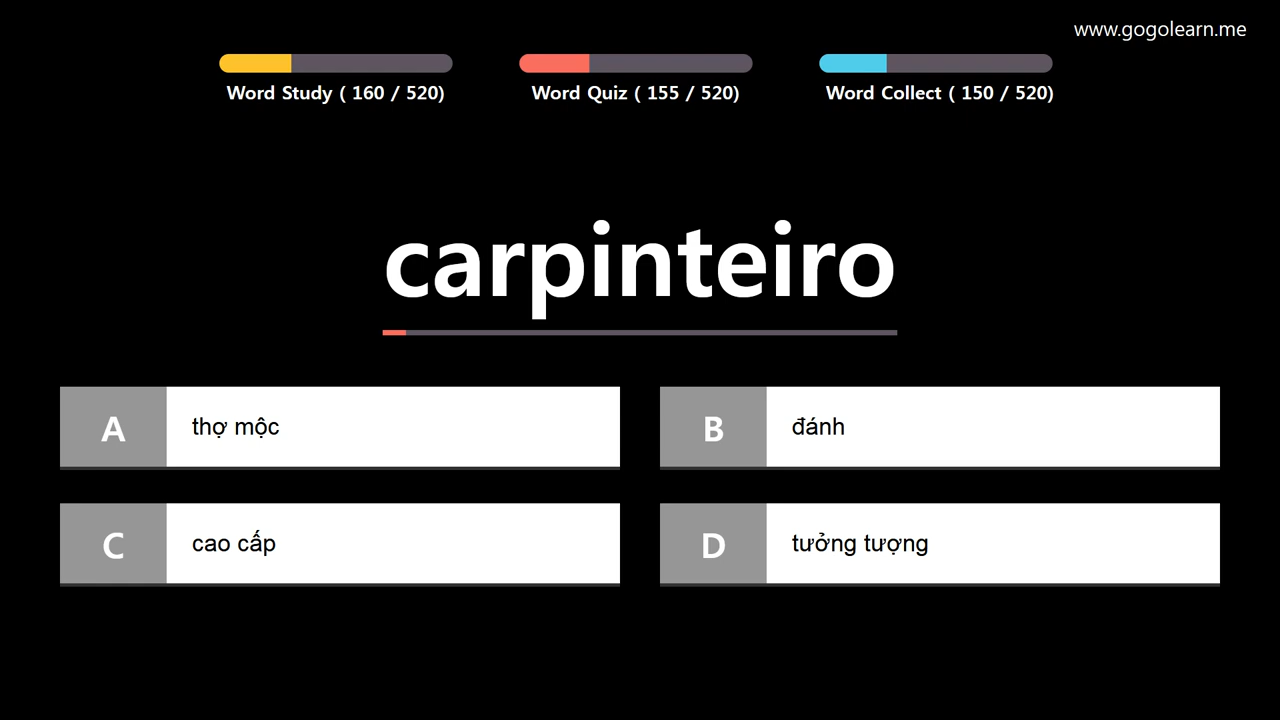 www.gogolearn.me
Word Study ( 160 / 520)
Word Quiz ( 155 / 520)
Word Collect ( 150 / 520)
carpinteiro
A thợ mộc
B đánh
C cao cấp
D tưởng tượng